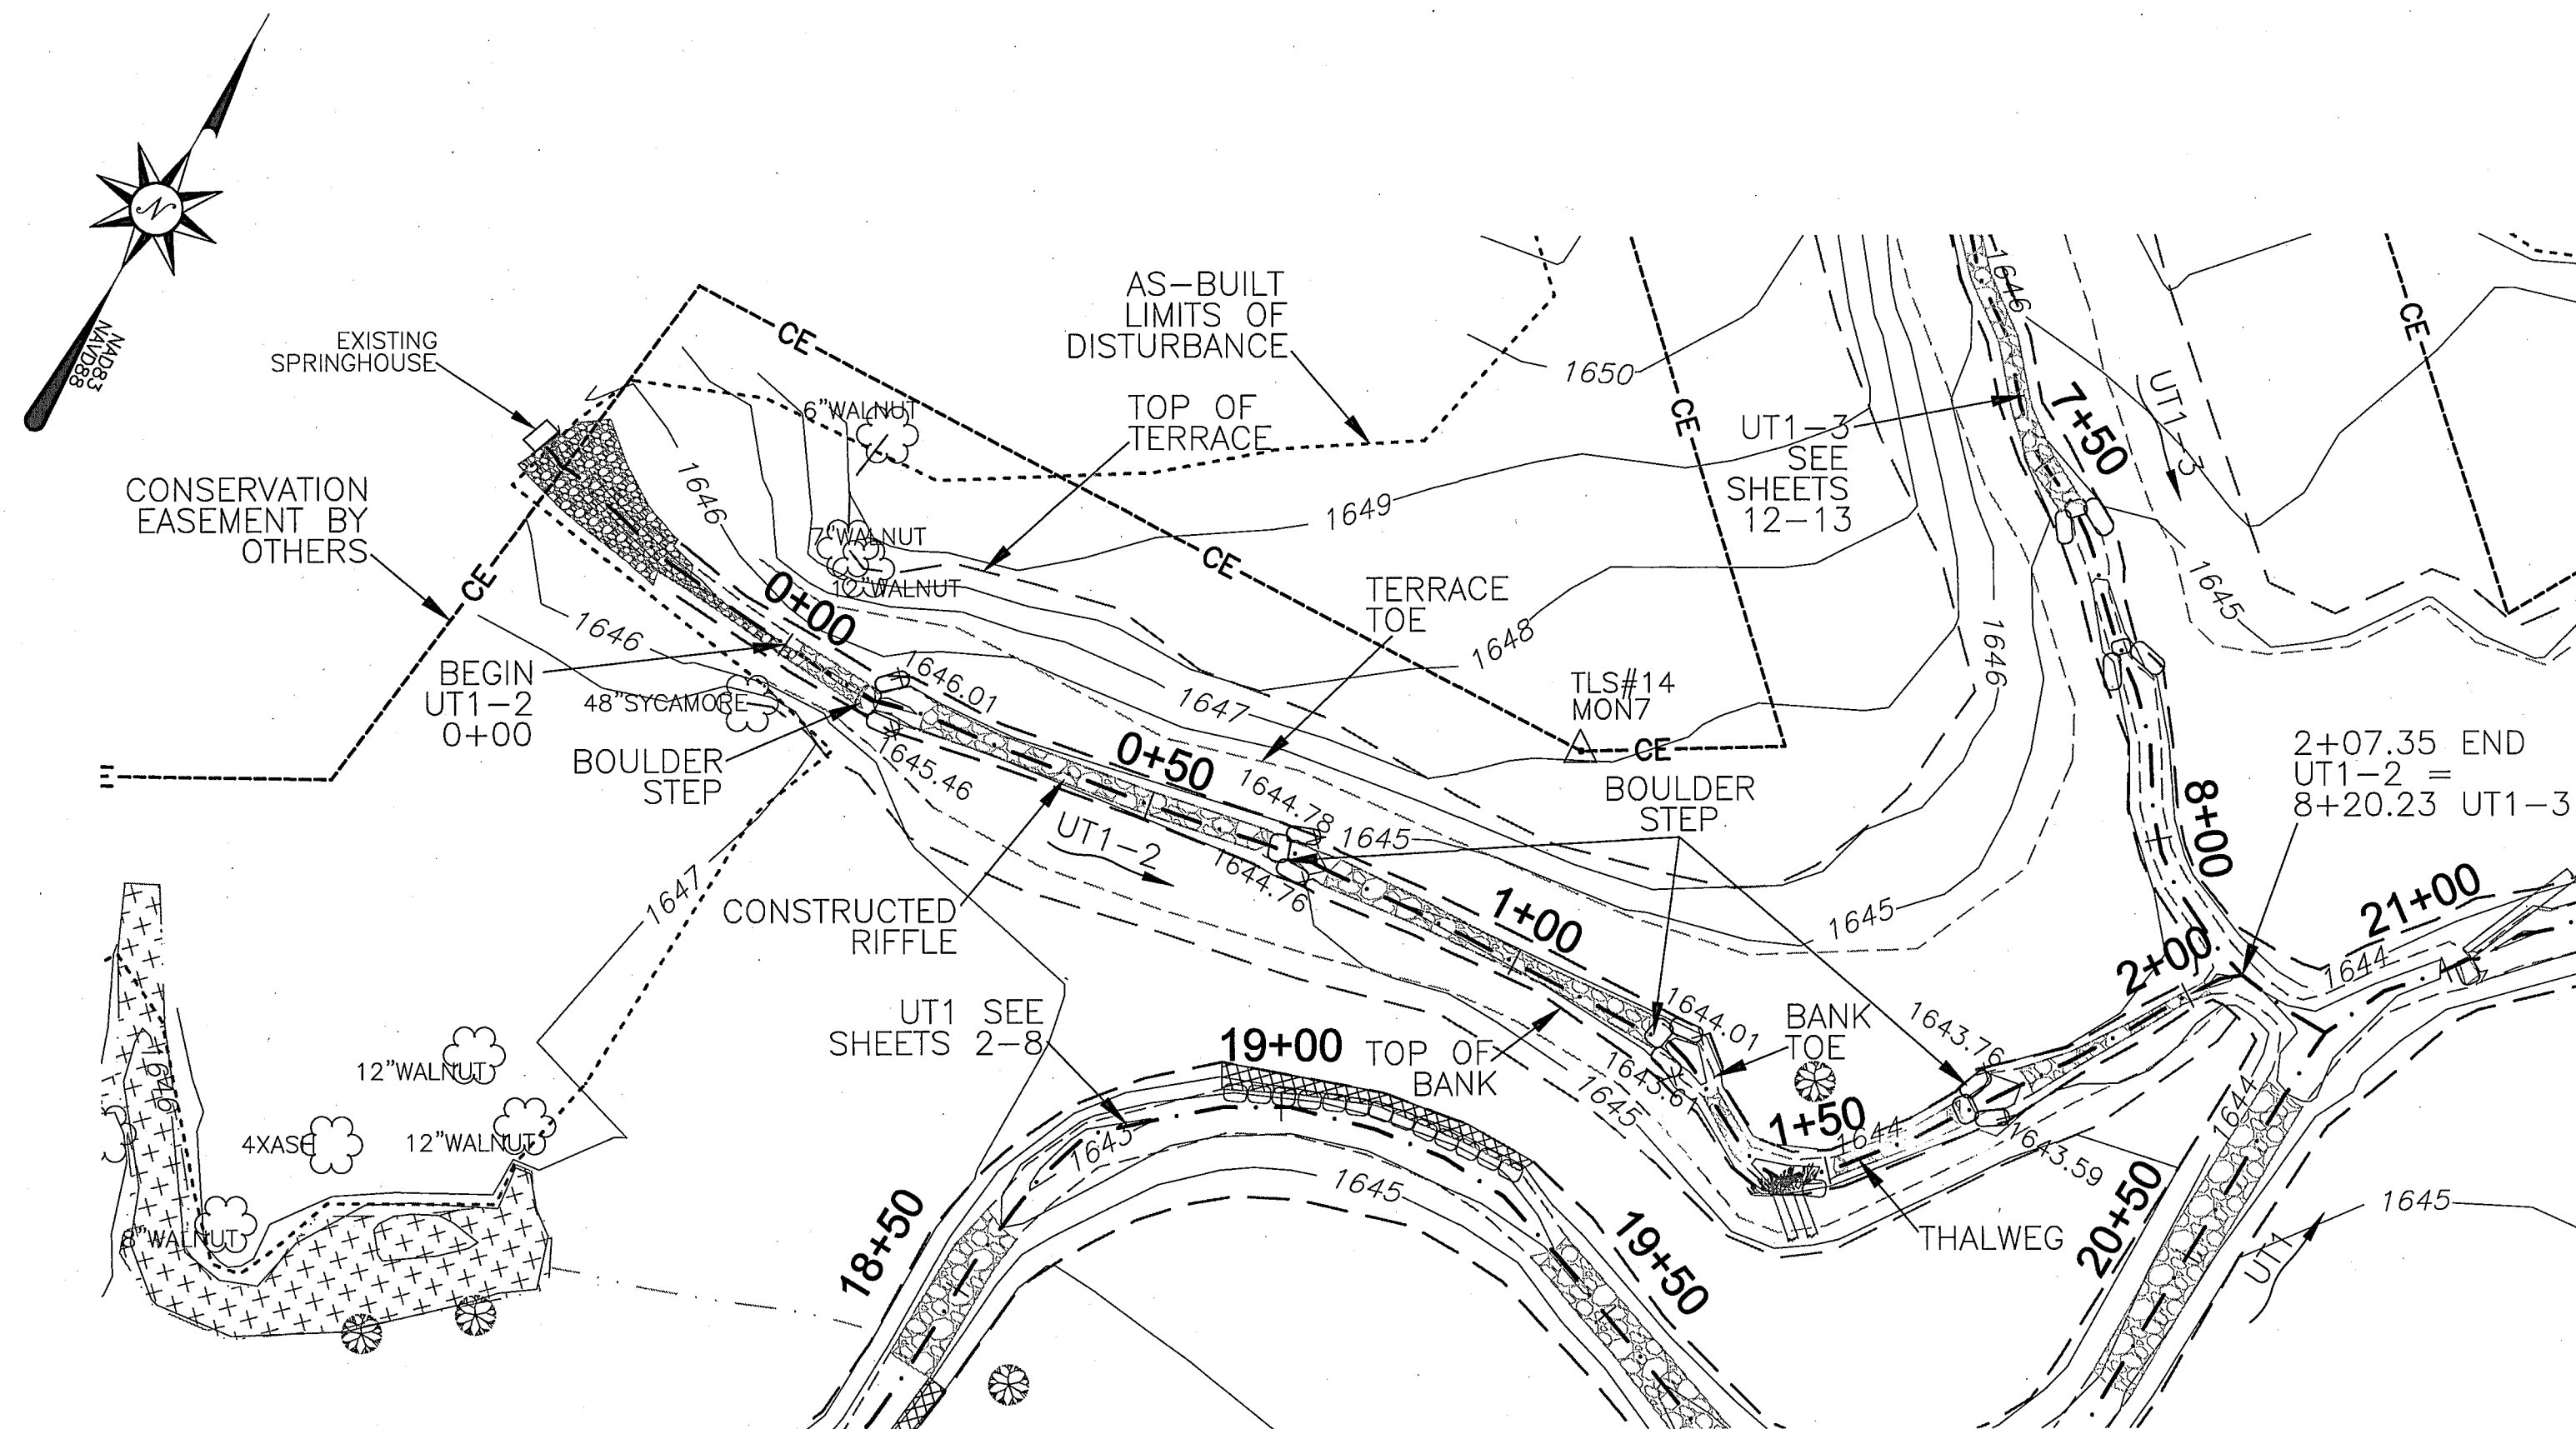 N
NAD83
NAVD88
EXISTING
SPRINGHOUSE
CONSERVATION
EASEMENT BY
OTHERS
CE
CE
CE
CE
CE
CE
AS-BUILT
LIMITS OF
DISTURBANCE
TOP OF
TERRACE
6"WALNUT
7"WALNUT
12"WALNUT
1646
1646
1650
1649
1648
1647
UT1-3
SEE
SHEETS
12-13
1646
7+50
UT1-3
1645
1646
TERRACE
TOE
TLS#14
MON7
0+00
BEGIN
UT1-2
0+00
48"SYCAMORE
BOULDER
STEP
1646.01
1645.46
0+50
1644.78
1645
1644.76
UT1-2
BOULDER
STEP
2+07.35 END
UT1-2 =
8+20.23 UT1-3
8+00
1+00
1645
2+00
21+00
1644
1647
CONSTRUCTED
RIFFLE
UT1 SEE
SHEETS 2-8
19+00
TOP OF
BANK
1644.01
1643.61
BANK
TOE
1643.76
1643.59
1645
1+50
1644
1644
THALWEG
1643
1645
18+50
19+50
20+50
UT1
1645
1646
12"WALNUT
4XASH
12"WALNUT
8"WALNUT